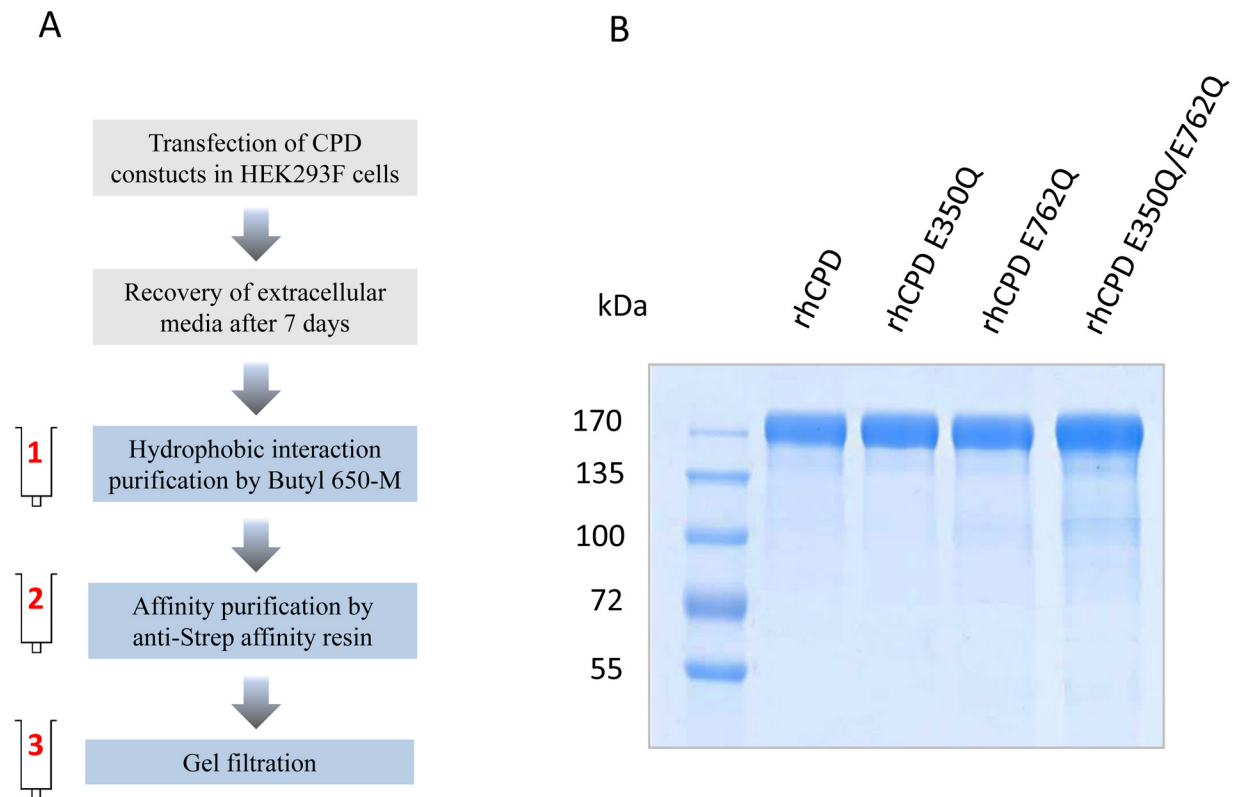 A
Transfection of CPD
constucts in HEK293F cells
Recovery of extracellular
media after 7 days
1
Hydrophobic interaction
purification by Butyl 650-M
2
Affinity purification by
anti-Strep affinity resin
3
Gel filtration
B
kDa
rhCPD
rhCPD E350Q
rhCPD E762Q
rhCPD E350Q/E762Q
170
135
100
72
55